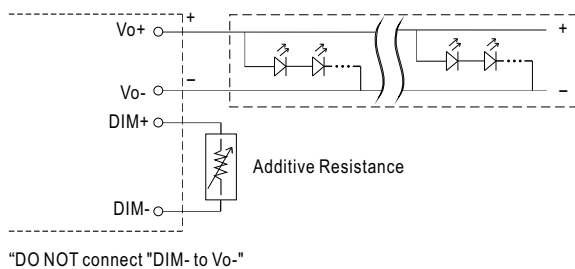 Vo+
+
+
Vo-
−
−
DIM+
Additive Resistance
DIM-
“DO NOT connect "DIM- to Vo-"